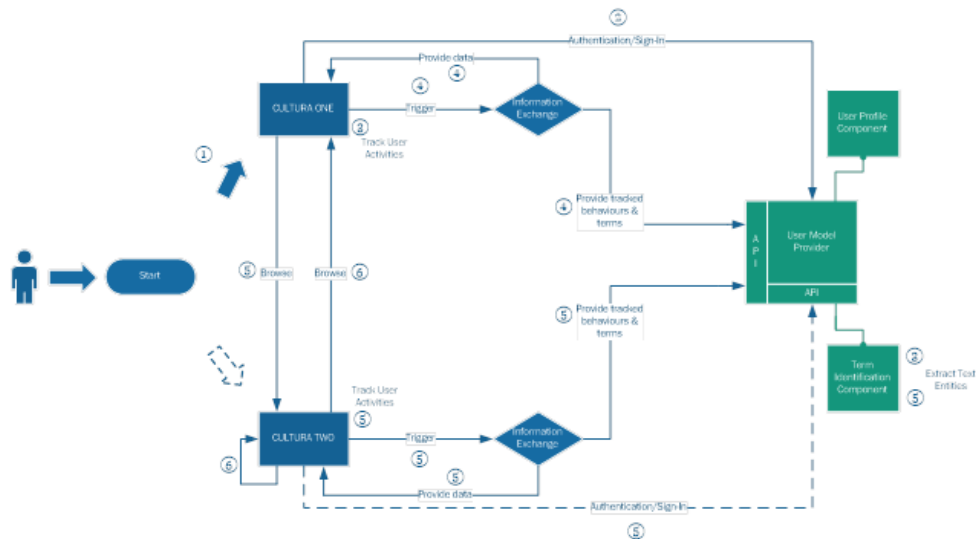 Authentication/Sign-In
Provide data
④
④
Trigger
CULTURA ONE
Information
Exchange
User Profile
Component
Track User
Activities
①
④
Provide tracked
behaviours &
terms
A
P
I
User Model
Provider
API
⑤
Browse
Browse
⑥
Start
⑤
Provide tracked
behaviours &
terms
Term
Identification
Component
Extract Text
Entities
⑤
Track User
Activities
⑤
CULTURA TWO
Trigger
⑤
Information
Exchange
⑥
⑤
Provide data
Authentication/Sign-In
⑤